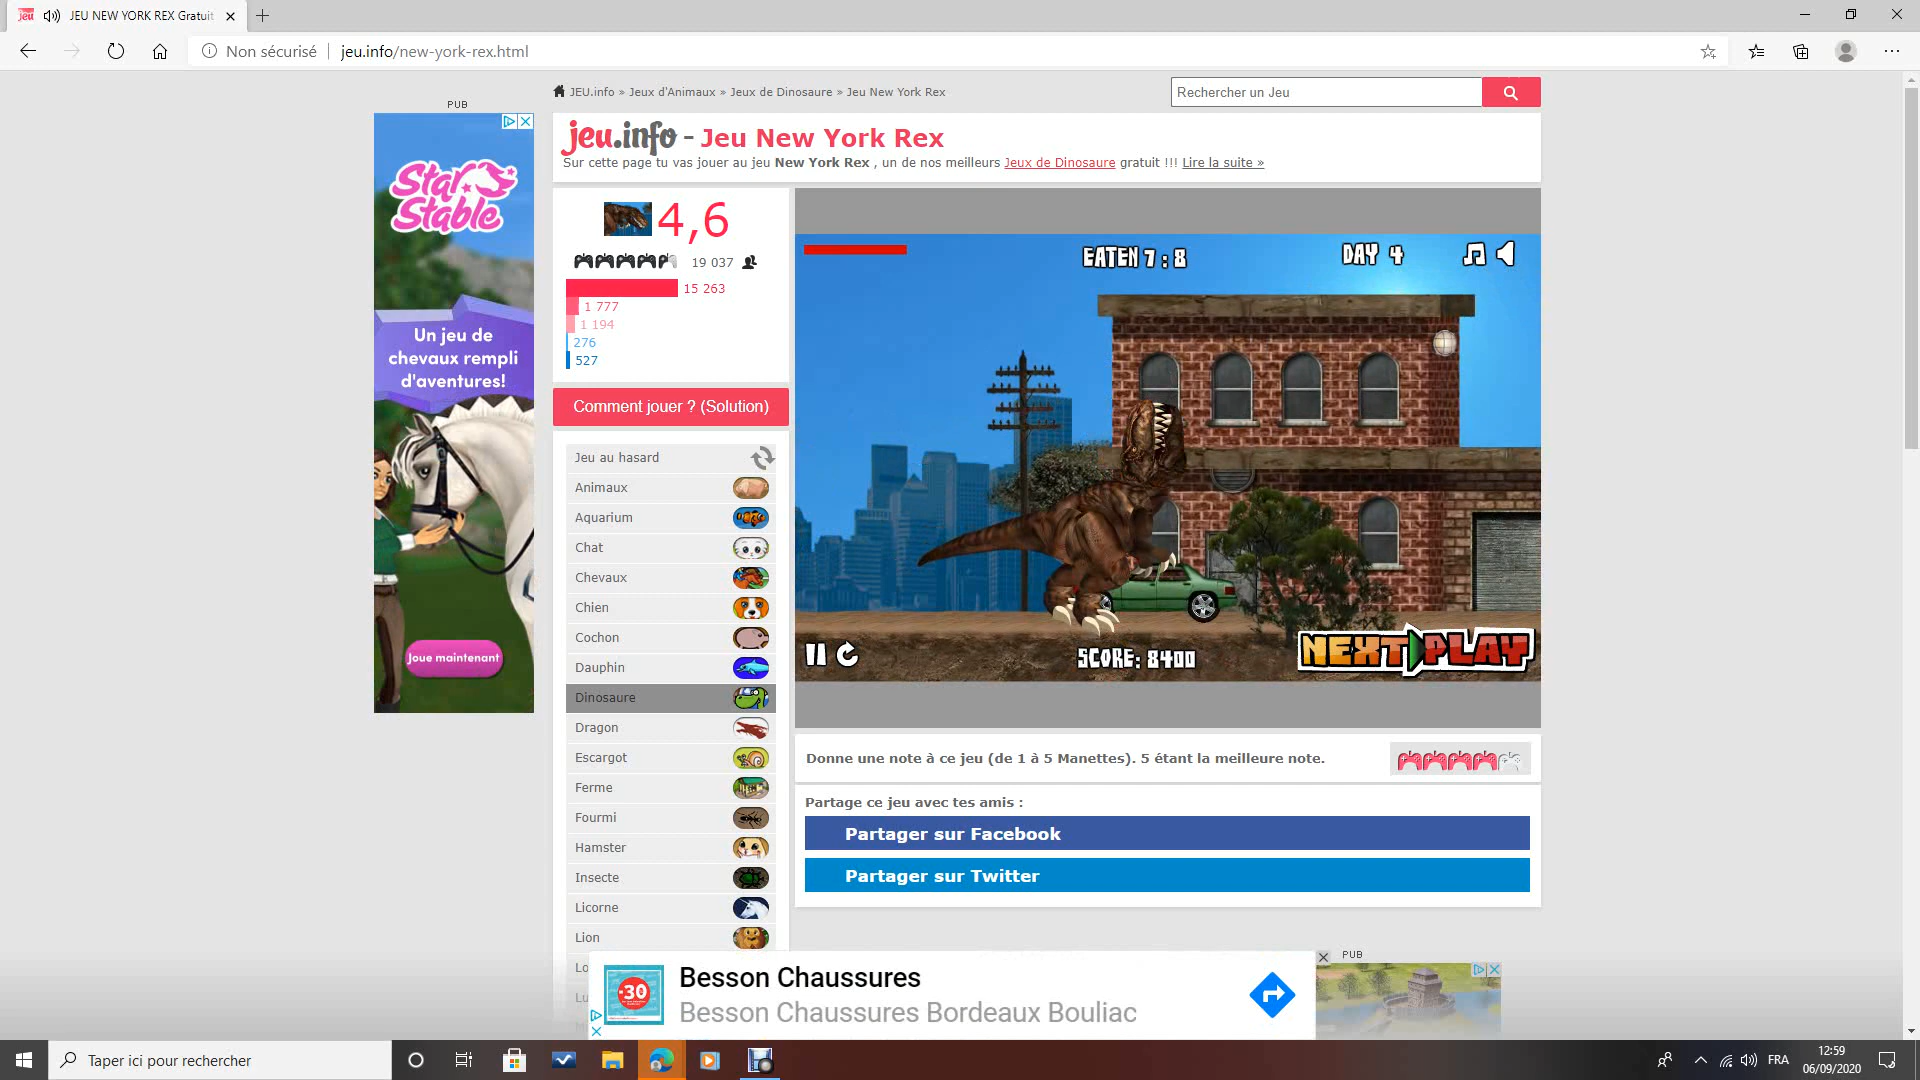 JEU NEW YORK REX Gratuit
Non sécurisé
jeu.info/new-york-rex.html
JEU.info » Jeux d'Animaux » Jeux de Dinosaure » Jeu New York Rex
Rechercher un Jeu
jeu.info - Jeu New York Rex
Sur cette page tu vas jouer au jeu New York Rex , un de nos meilleurs Jeux de Dinosaure gratuit !!! Lire la suite »
PUB
Star Stable
Un jeu de
chevaux rempli
d'aventures!
Joue maintenant
4,6
19 037
15 263
1 777
1 194
276
527
Comment jouer ? (Solution)
Jeu au hasard
Animaux
Aquarium
Chat
Chevaux
Chien
Cochon
Dauphin
Dinosaure
Dragon
Escargot
Ferme
Fourmi
Hamster
Insecte
Licorne
Lion
Lo
Lu
EATEN 7 : 8
DAY 4
SCORE: 8400
NEXT PLAY
Donne une note à ce jeu (de 1 à 5 Manettes). 5 étant la meilleure note.
Partage ce jeu avec tes amis :
Partager sur Facebook
Partager sur Twitter
-30
Besson Chaussures
Besson Chaussures Bordeaux Bouliac
PUB
Taper ici pour rechercher
FRA
12:59
06/09/2020